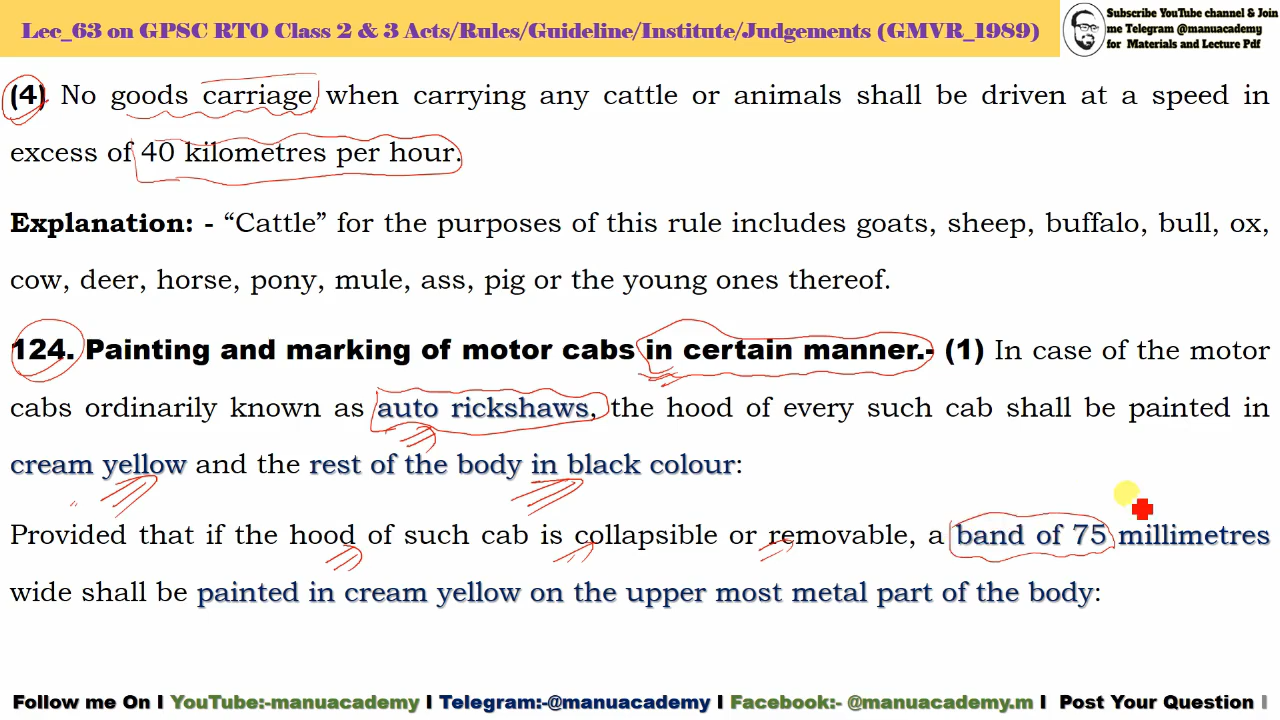 Lec_63 on GPSC RTO Class 2 & 3 Acts/Rules/Guideline/Institute/Judgements (GMVR_1989)
Subscribe YouTube channel & Join
me Telegram @manuacademy
for Materials and Lecture Pdf
(4) No goods carriage when carrying any cattle or animals shall be driven at a speed in
excess of 40 kilometres per hour.
Explanation: - “Cattle” for the purposes of this rule includes goats, sheep, buffalo, bull, ox,
cow, deer, horse, pony, mule, ass, pig or the young ones thereof.
124. Painting and marking of motor cabs in certain manner.- (1) In case of the motor
cabs ordinarily known as auto rickshaws, the hood of every such cab shall be painted in
cream yellow and the rest of the body in black colour:
Provided that if the hood of such cab is collapsible or removable, a band of 75 millimetres
wide shall be painted in cream yellow on the upper most metal part of the body:
Follow me On I YouTube:-manuacademy I Telegram:-@manuacademy I Facebook:- @manuacademy.m I Post Your Question I